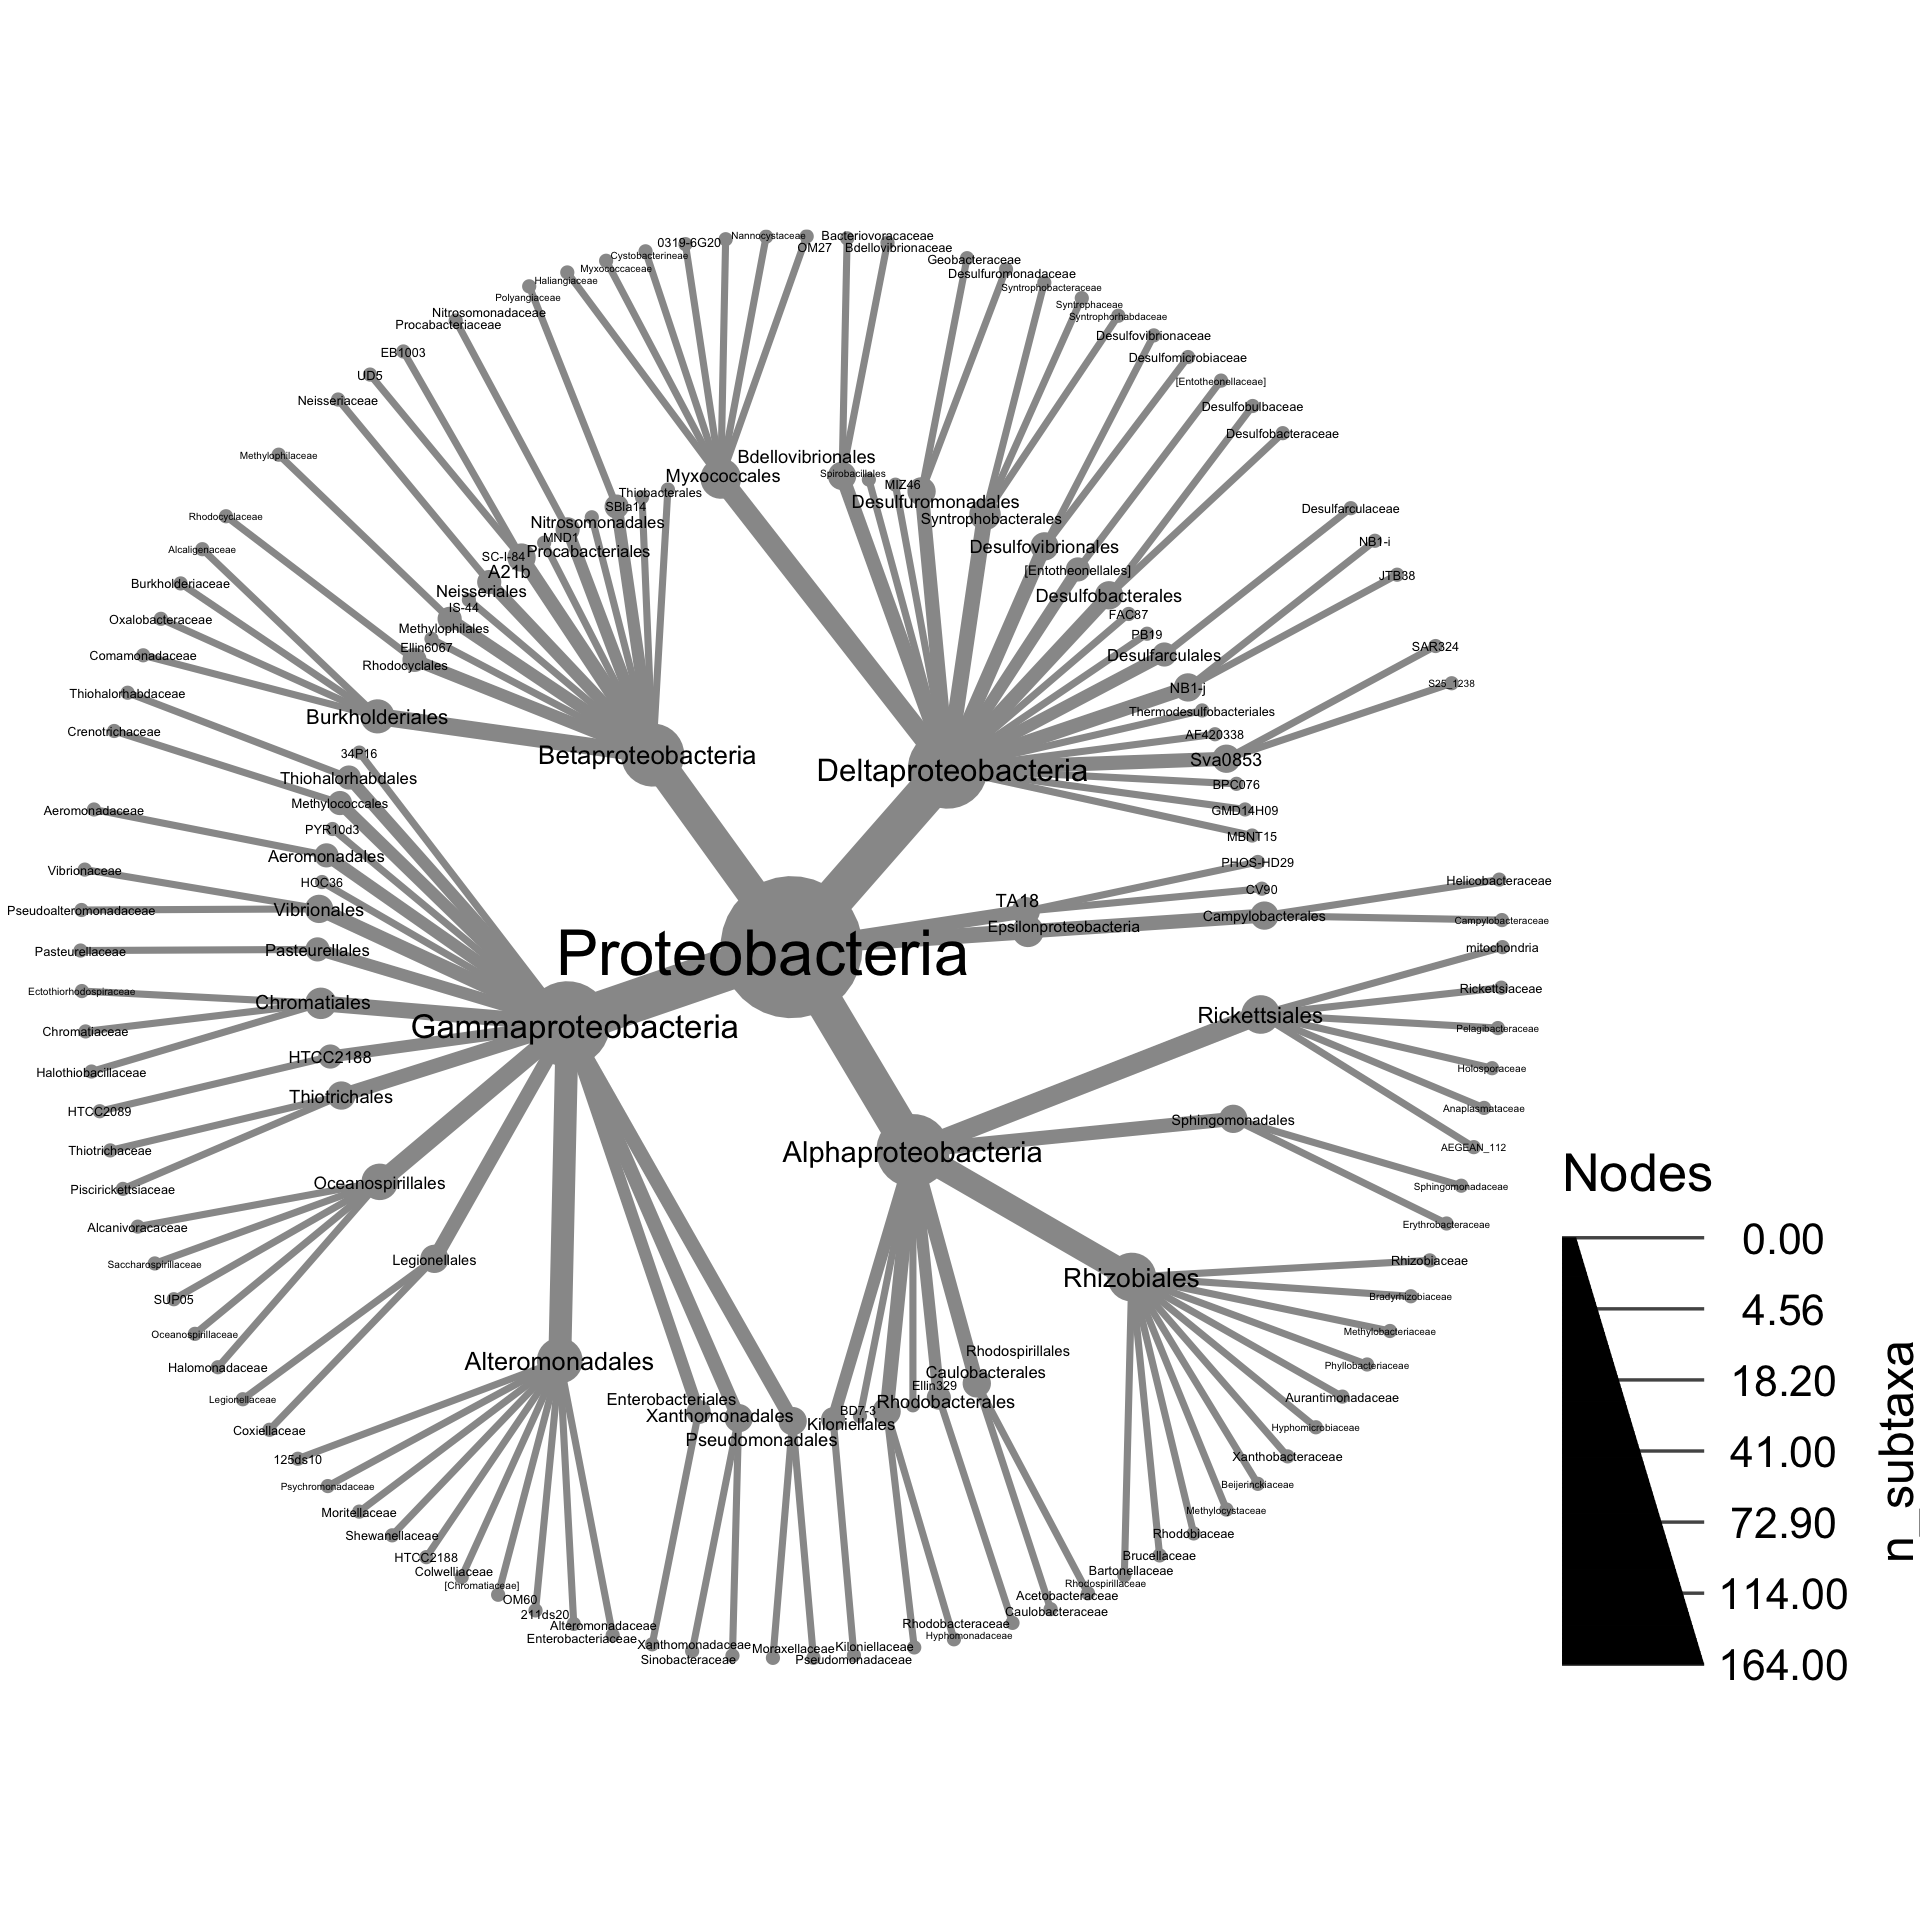 Nannocystaceae
Bacteriovoracaceae
0319-6G20
OM27
Bdellovibrionaceae
Cystobacterineae
Geobacteraceae
Myxococcaceae
Desulfuromonadaceae
Haliangiaceae
Syntrophobacteraceae
Polyangiaceae
Syntrophaceae
Nitrosomonadaceae
Syntrophorhabdaceae
Procabacteriaceae
Desulfovibrionaceae
EB1003
Desulfomicrobiaceae
UD5
[Entotheonellaceae]
Neisseriaceae
Desulfobulbaceae
Desulfobacteraceae
Methylophilaceae
Bdellovibrionales
Myxococcales
Spirobacillales
MIZ46
Thiobacterales
Desulfuromonadales
SBla14
Desulfarculaceae
Rhodocyclaceae
Nitrosomonadales
Syntrophobacterales
MND1
NB1-i
Alcaligenaceae
Procabacteriales
Desulfovibrionales
SC-I-84
A21b
[Entotheonellales]
JTB38
Burkholderiaceae
Neisseriales
Desulfobacterales
IS-44
FAC87
Oxalobacteraceae
Methylophilales
PB19
Ellin6067
SAR324
Comamonadaceae
Rhodocyclales
Desulfarculales
S25_1238
Thiohalorhabdaceae
NB1-j
Burkholderiales
Thermodesulfobacteriales
Crenotrichaceae
AF420338
34P16
Betaproteobacteria
Sva0853
Deltaproteobacteria
Thiohalorhabdales
BPC076
Methylococcales
Aeromonadaceae
GMD14H09
PYR10d3
MBNT15
Aeromonadales
PHOS-HD29
Vibrionaceae
HOC36
CV90
Helicobacteraceae
TA18
Pseudoalteromonadaceae
Vibrionales
Campylobacterales
Campylobacteraceae
Epsilonproteobacteria
mitochondria
Pasteurellaceae
Pasteurellales
Proteobacteria
Rickettsiaceae
Ectothiorhodospiraceae
Chromatiales
Rickettsiales
Gammaproteobacteria
Pelagibacteraceae
Chromatiaceae
HTCC2188
Holosporaceae
Halothiobacillaceae
Thiotrichales
Anaplasmataceae
HTCC2089
Sphingomonadales
AEGEAN_112
Thiotrichaceae
Alphaproteobacteria
Nodes
Oceanospirillales
Sphingomonadaceae
Piscirickettsiaceae
Erythrobacteraceae
Alcanivoracaceae
0.00
Legionellales
Rhizobiaceae
Saccharospirillaceae
Rhizobiales
Bradyrhizobiaceae
SUP05
4.56
Oceanospirillaceae
Methylobacteriaceae
Rhodospirillales
Halomonadaceae
Alteromonadales
Phyllobacteriaceae
Caulobacterales
18.20
Ellin329
Legionellaceae
Enterobacteriales
Rhodobacterales
Aurantimonadaceae
BD7-3
Xanthomonadales
Kiloniellales
Coxiellaceae
Hyphomicrobiaceae
Pseudomonadales
n_subtaxa
41.00
125ds10
Xanthobacteraceae
Psychromonadaceae
Beijerinckiaceae
Moritellaceae
Methylocystaceae
72.90
Shewanellaceae
Rhodobiaceae
HTCC2188
Brucellaceae
Colwelliaceae
Bartonellaceae
[Chromatiaceae]
Rhodospirillaceae
114.00
OM60
Acetobacteraceae
211ds20
Caulobacteraceae
Alteromonadaceae
Rhodobacteraceae
Enterobacteriaceae
Hyphomonadaceae
Xanthomonadaceae
Moraxellaceae
Kiloniellaceae
Sinobacteraceae
Pseudomonadaceae
164.00